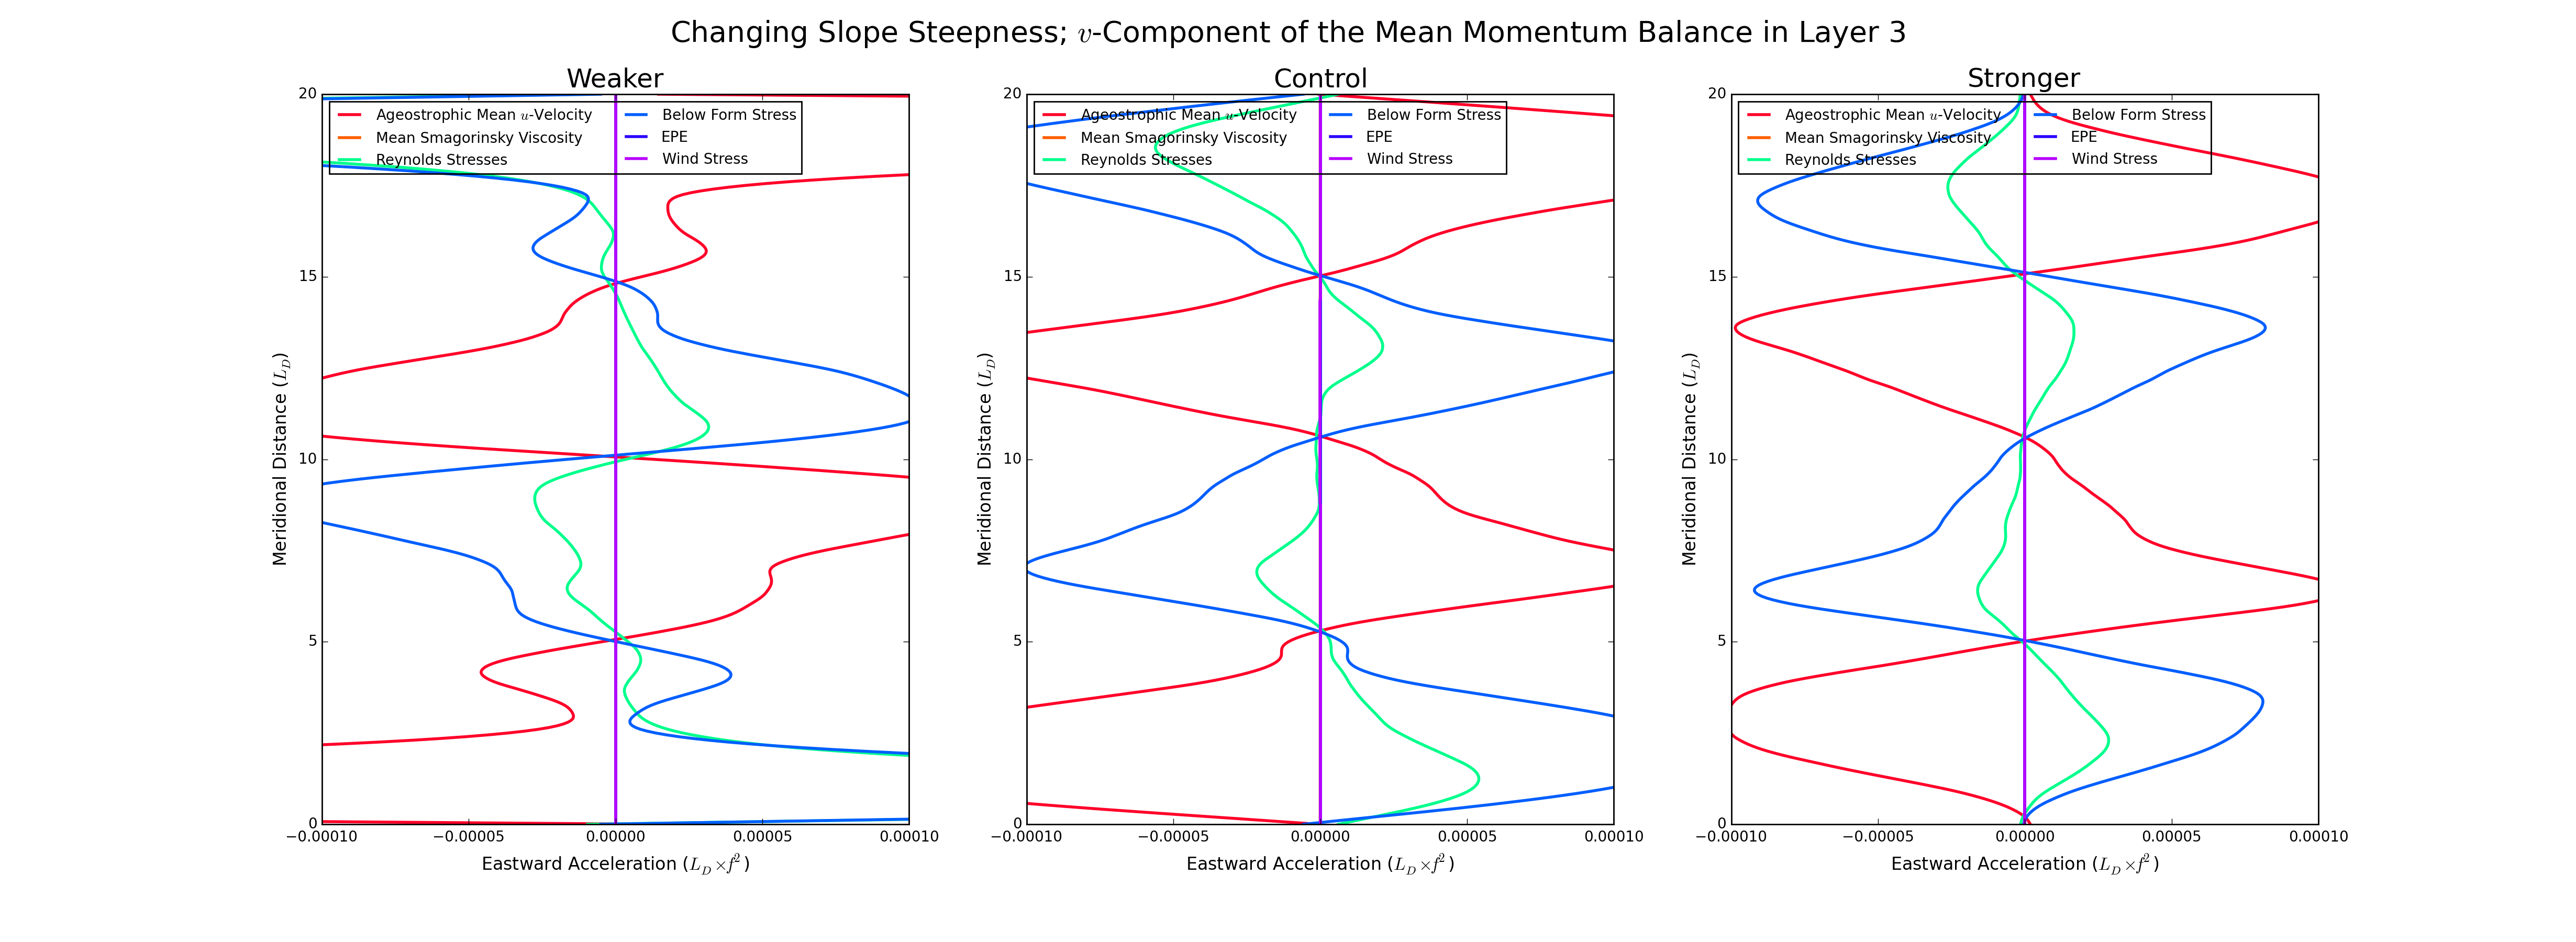 Changing Slope Steepness; v-Component of the Mean Momentum Balance in Layer 3
Weaker
20
15
10
5
0
Meridional Distance (L_D)
Ageostrophic Mean u-Velocity
Mean Smagorinsky Viscosity
Reynolds Stresses
Below Form Stress
EPE
Wind Stress
−0.00010 −0.00005 0.00000 0.00005 0.00010
Eastward Acceleration (L_D×f²)
Control
20
15
10
5
0
Meridional Distance (L_D)
Ageostrophic Mean u-Velocity
Mean Smagorinsky Viscosity
Reynolds Stresses
Below Form Stress
EPE
Wind Stress
−0.00010 −0.00005 0.00000 0.00005 0.00010
Eastward Acceleration (L_D×f²)
Stronger
20
15
10
5
0
Meridional Distance (L_D)
Ageostrophic Mean u-Velocity
Mean Smagorinsky Viscosity
Reynolds Stresses
Below Form Stress
EPE
Wind Stress
−0.00010 −0.00005 0.00000 0.00005 0.00010
Eastward Acceleration (L_D×f²)